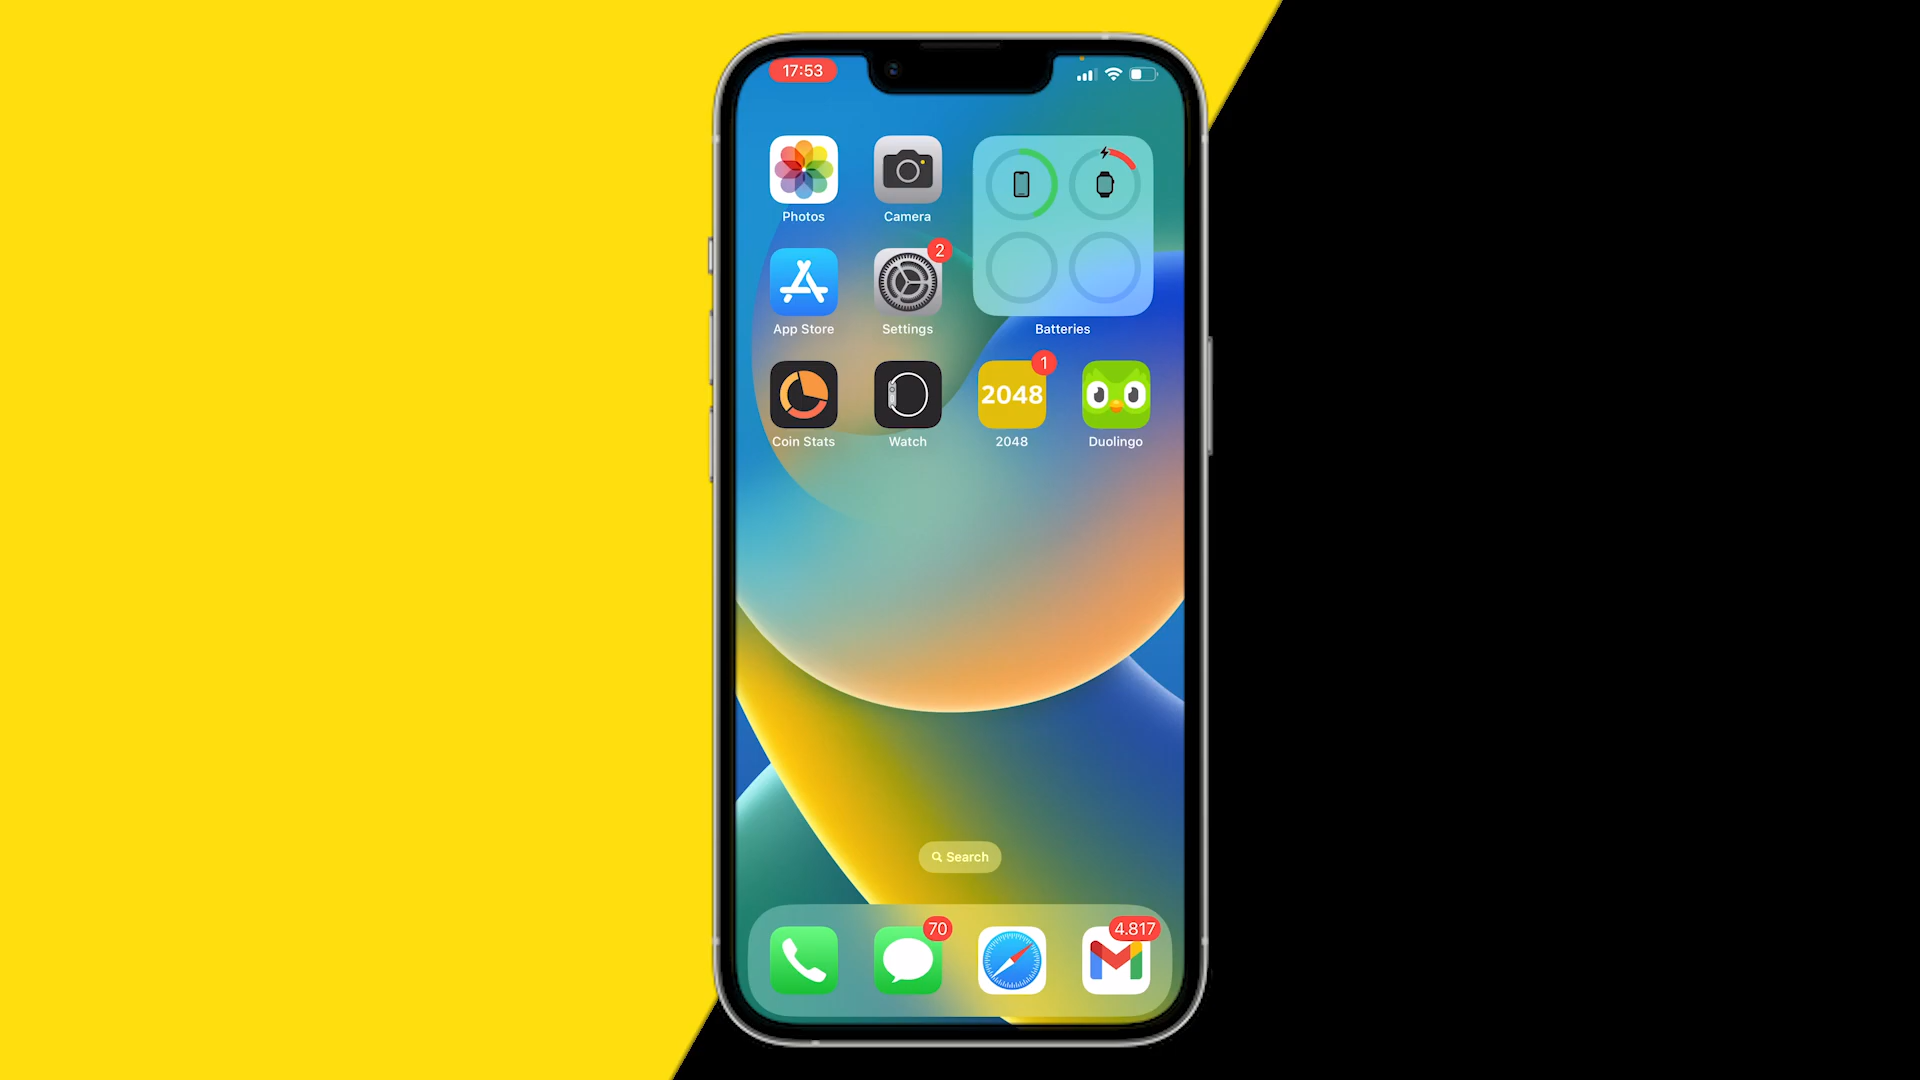 17:53
Photos
Camera
2
App Store
Settings
Batteries
1
2048
Coin Stats
Watch
2048
Duolingo
Search
70
4.817